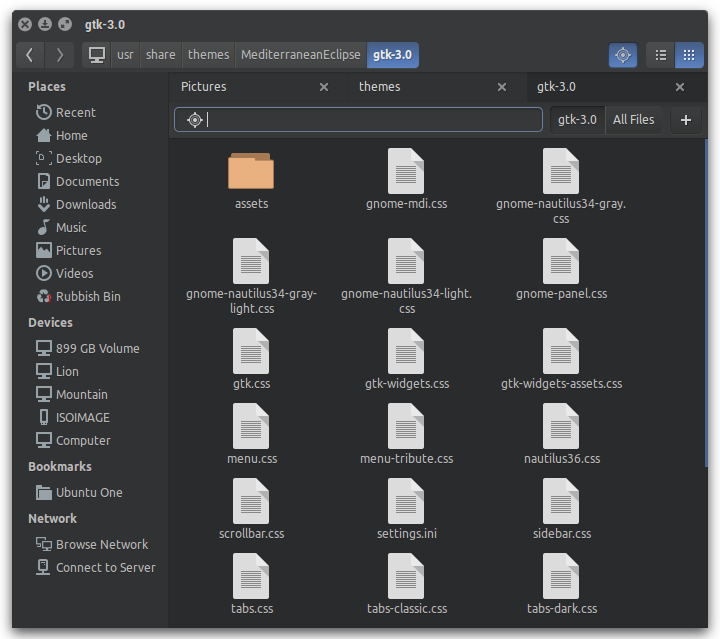 gtk-3.0
usr share themes MediterraneanEclipse gtk-3.0
Places
Recent
Home
Desktop
Documents
Downloads
Music
Pictures
Videos
Rubbish Bin
Devices
899 GB Volume
Lion
Mountain
ISOIMAGE
Computer
Bookmarks
Ubuntu One
Network
Browse Network
Connect to Server
Pictures × themes × gtk-3.0 ×
gtk-3.0 All Files +
assets
gnome-mdi.css
gnome-nautilus34-gray.
css
gnome-nautilus34-gray-
light.css
gnome-nautilus34-light.
css
gnome-panel.css
gtk.css
gtk-widgets.css
gtk-widgets-assets.css
menu.css
menu-tribute.css
nautilus36.css
scrollbar.css
settings.ini
sidebar.css
tabs.css
tabs-classic.css
tabs-dark.css